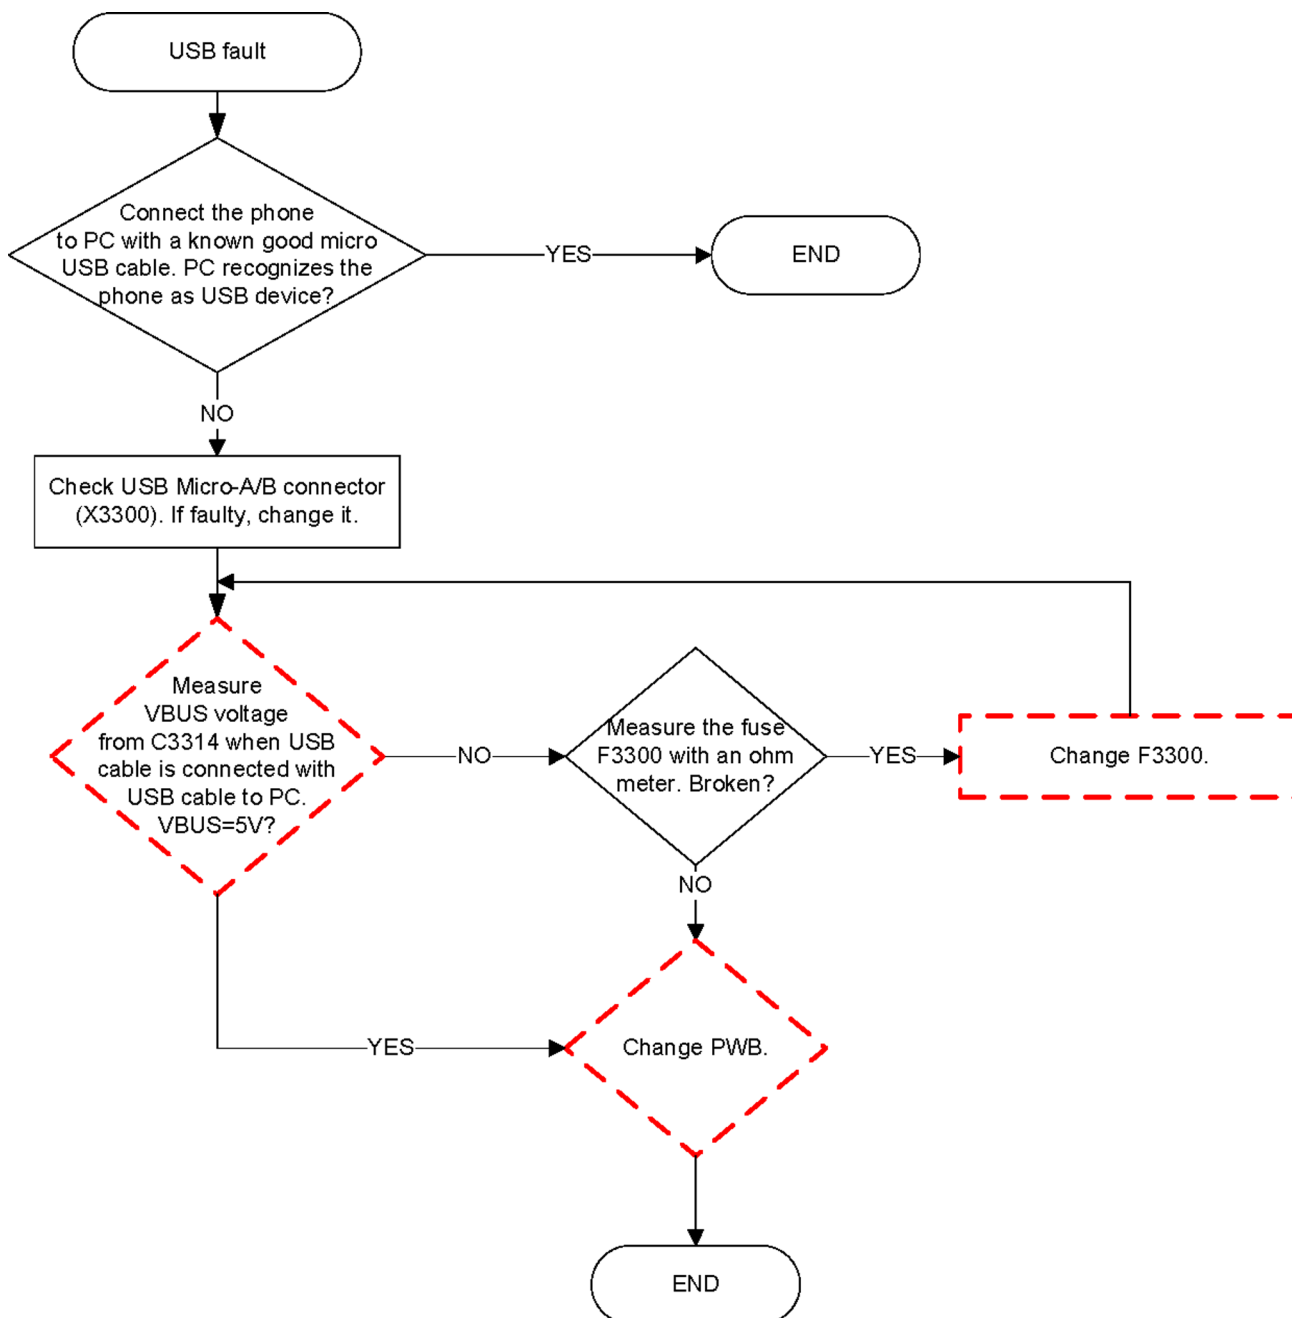 USB fault
Connect the phone
to PC with a known good micro
USB cable. PC recognizes the
phone as USB device?
YES
END
NO
Check USB Micro-A/B connector
(X3300). If faulty, change it.
Measure
VBUS voltage
from C3314 when USB
cable is connected with
USB cable to PC.
VBUS=5V?
NO
Measure the fuse
F3300 with an ohm
meter. Broken?
YES
Change F3300.
NO
YES
Change PWB.
END